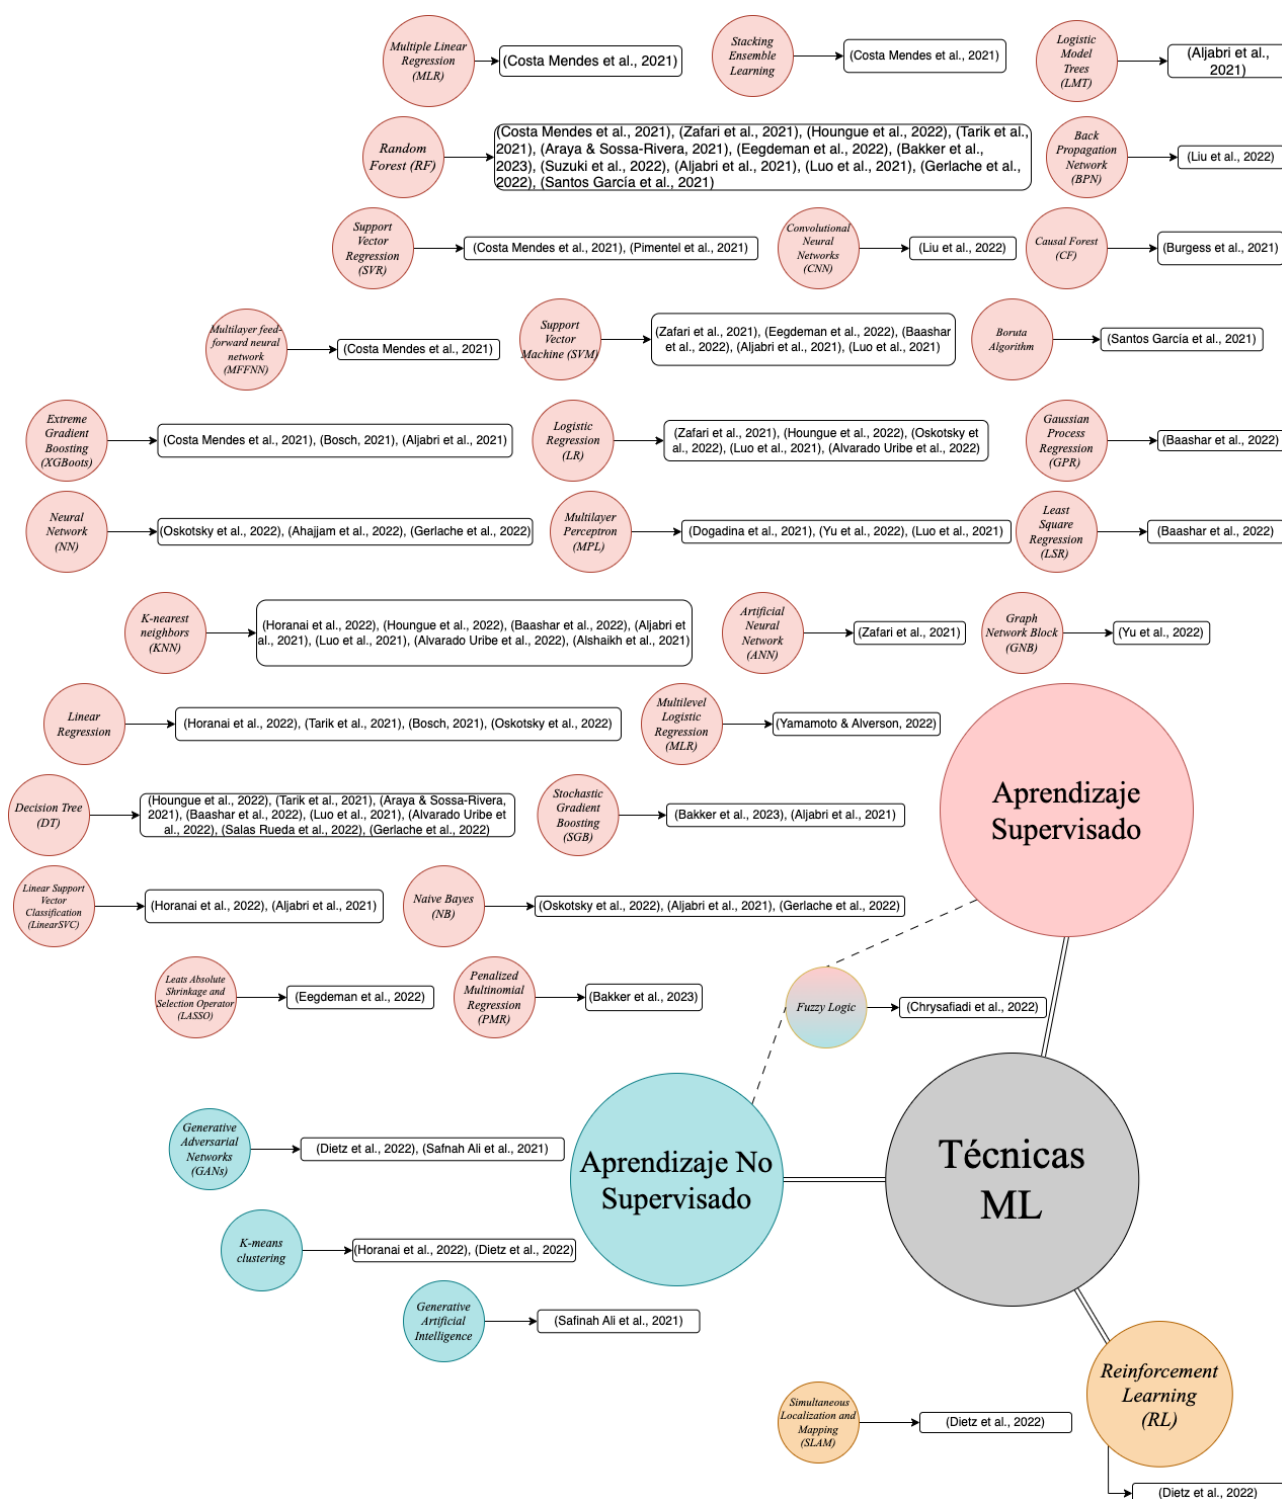 Multiple Linear
Regression
(MLR)
(Costa Mendes et al., 2021)
Stacking
Ensemble
Learning
(Costa Mendes et al., 2021)
Logistic
Model
Trees
(LMT)
(Aljabri et al.,
2021)
Random
Forest (RF)
(Costa Mendes et al., 2021), (Zafari et al., 2021), (Houngue et al., 2022), (Tarik et al.,
2021), (Araya & Sossa-Rivera, 2021), (Eegdeman et al., 2022), (Bakker et al.,
2023), (Suzuki et al., 2022), (Aljabri et al., 2021), (Luo et al., 2021), (Gerlache et al.,
2022), (Santos García et al., 2021)
Back
Propagation
Network
(BPN)
(Liu et al., 2022)
Support
Vector
Regression
(SVR)
(Costa Mendes et al., 2021), (Pimentel et al., 2021)
Convolutional
Neural
Networks
(CNN)
(Liu et al., 2022)
Causal Forest
(CF)
(Burgess et al., 2021)
Multilayer feed-
forward neural
network
(MFFNN)
(Costa Mendes et al., 2021)
Support
Vector
Machine (SVM)
(Zafari et al., 2021), (Eegdeman et al., 2022), (Baashar
et al., 2022), (Aljabri et al., 2021), (Luo et al., 2021)
Boruta
Algorithm
(Santos García et al., 2021)
Extreme
Gradient
Boosting
(XGBoots)
(Costa Mendes et al., 2021), (Bosch, 2021), (Aljabri et al., 2021)
Logistic
Regression
(LR)
(Zafari et al., 2021), (Houngue et al., 2022), (Oskotsky et
al., 2022), (Luo et al., 2021), (Alvarado Uribe et al., 2022)
Gaussian
Process
Regression
(GPR)
(Baashar et al., 2022)
Neural
Network
(NN)
(Oskotsky et al., 2022), (Ahajjam et al., 2022), (Gerlache et al., 2022)
Multilayer
Perceptron
(MPL)
(Dogadina et al., 2021), (Yu et al., 2022), (Luo et al., 2021)
Least
Square
Regression
(LSR)
(Baashar et al., 2022)
K-nearest
neighbors
(KNN)
(Horanai et al., 2022), (Houngue et al., 2022), (Baashar et al., 2022), (Aljabri et
al., 2021), (Luo et al., 2021), (Alvarado Uribe et al., 2022), (Alshaikh et al., 2021)
Artificial
Neural
Network
(ANN)
(Zafari et al., 2021)
Graph
Network Block
(GNB)
(Yu et al., 2022)
Linear
Regression
(Horanai et al., 2022), (Tarik et al., 2021), (Bosch, 2021), (Oskotsky et al., 2022)
Multilevel
Logistic
Regression
(MLR)
(Yamamoto & Alverson, 2022)
Aprendizaje
Supervisado
Decision Tree
(DT)
(Houngue et al., 2022), (Tarik et al., 2021), (Araya & Sossa-Rivera,
2021), (Baashar et al., 2022), (Luo et al., 2021), (Alvarado Uribe et
al., 2022), (Salas Rueda et al., 2022), (Gerlache et al., 2022)
Stochastic
Gradient
Boosting
(SGB)
(Bakker et al., 2023), (Aljabri et al., 2021)
Linear Support
Vector
Classification
(LinearSVC)
(Horanai et al., 2022), (Aljabri et al., 2021)
Naive Bayes
(NB)
(Oskotsky et al., 2022), (Aljabri et al., 2021), (Gerlache et al., 2022)
Leats Absolute
Shrinkage and
Selection Operator
(LASSO)
(Eegdeman et al., 2022)
Penalized
Multinomial
Regression
(PMR)
(Bakker et al., 2023)
Fuzzy Logic
(Chrysafiadi et al., 2022)
Generative
Adversarial
Networks
(GANs)
(Dietz et al., 2022), (Safnah Ali et al., 2021)
Aprendizaje No
Supervisado
Técnicas
ML
K-means
clustering
(Horanai et al., 2022), (Dietz et al., 2022)
Generative
Artificial
Intelligence
(Safinah Ali et al., 2021)
Reinforcement
Learning
(RL)
Simultaneous
Localization and
Mapping
(SLAM)
(Dietz et al., 2022)
(Dietz et al., 2022)